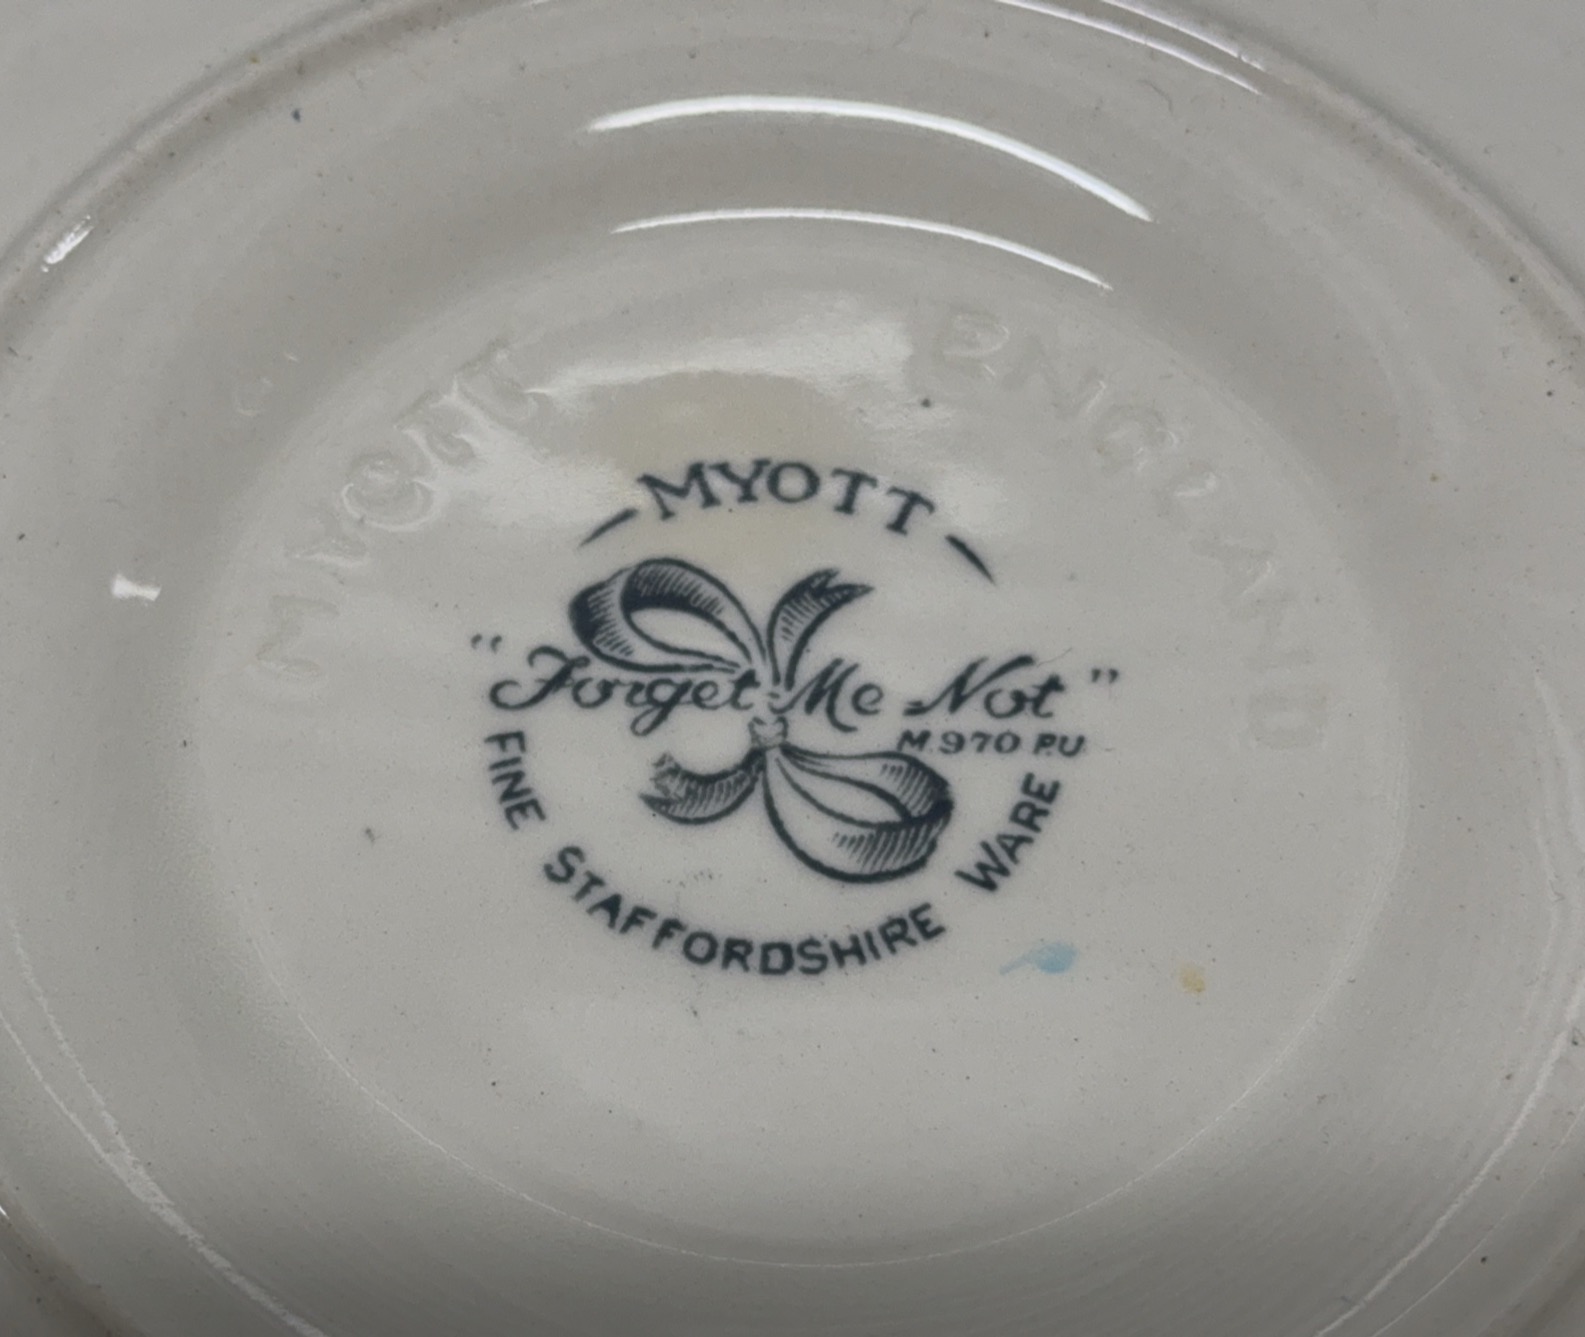 MYOTT ENGLAND
MYOTT
"Forget Me Not"
M.970 P.U
FINE STAFFORDSHIRE WARE